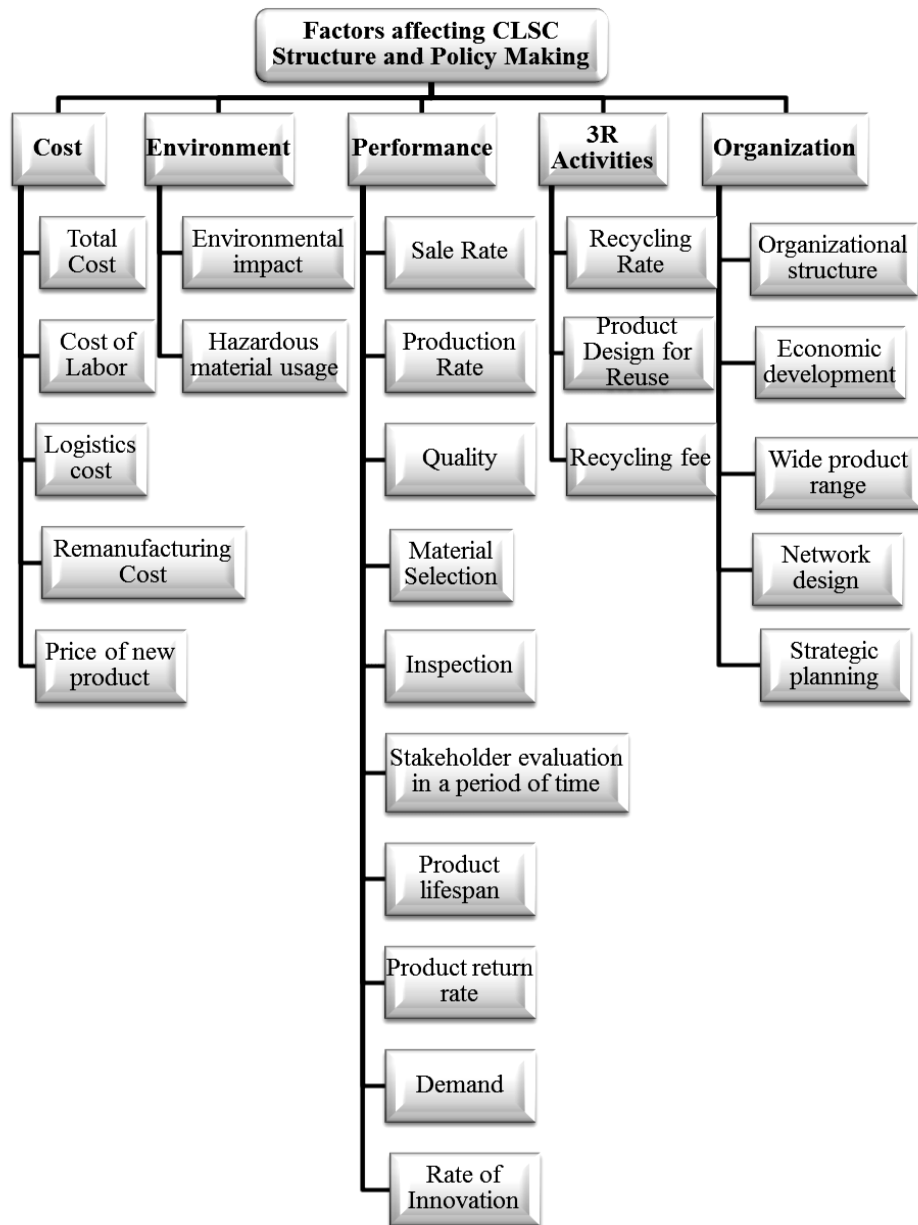 Factors affecting CLSC
Structure and Policy Making
Cost
Environment
Performance
3R
Activities
Organization
Total
Cost
Cost of
Labor
Logistics
cost
Remanufacturing
Cost
Price of new
product
Environmental
impact
Hazardous
material usage
Sale Rate
Production
Rate
Quality
Material
Selection
Inspection
Stakeholder evaluation
in a period of time
Product
lifespan
Product return
rate
Demand
Rate of
Innovation
Recycling
Rate
Product
Design for
Reuse
Recycling fee
Organizational
structure
Economic
development
Wide product
range
Network
design
Strategic
planning